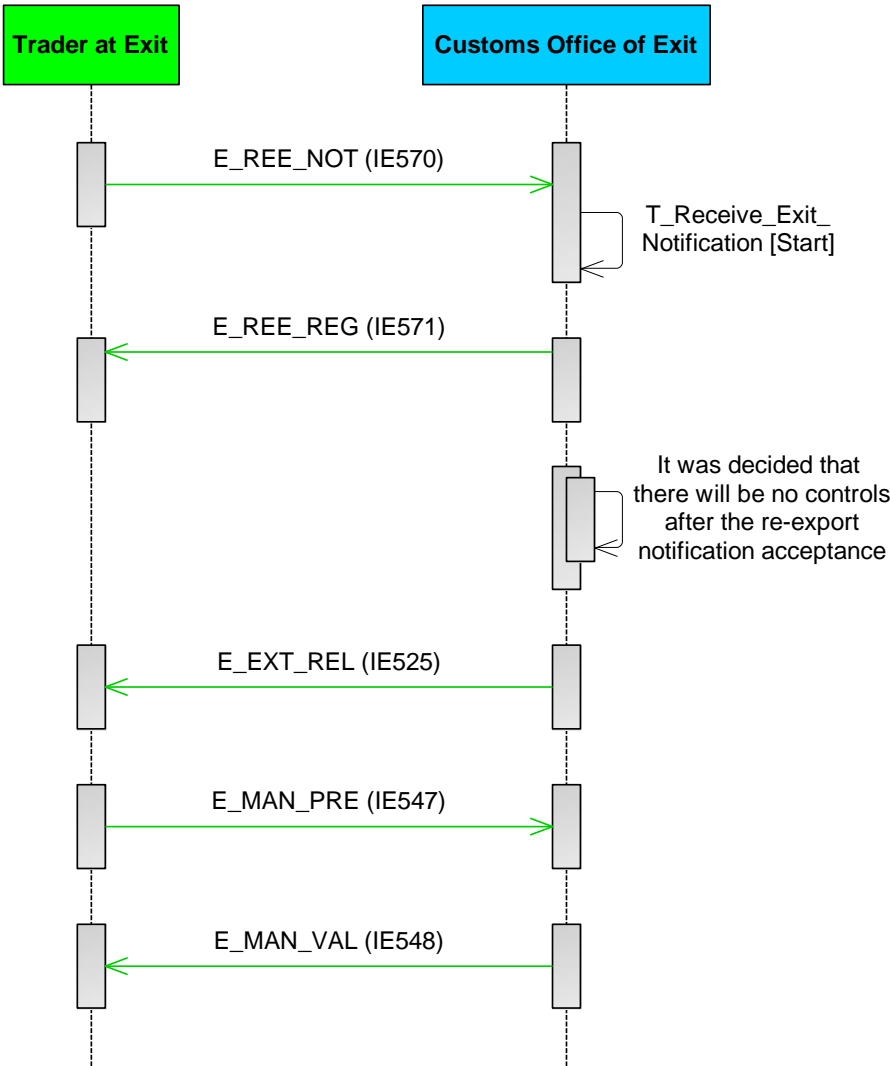 Trader at Exit
Customs Office of Exit
E_REE_NOT (IE570)
T_Receive_Exit_
Notification [Start]
E_REE_REG (IE571)
It was decided that
there will be no controls
after the re-export
notification acceptance
E_EXT_REL (IE525)
E_MAN_PRE (IE547)
E_MAN_VAL (IE548)